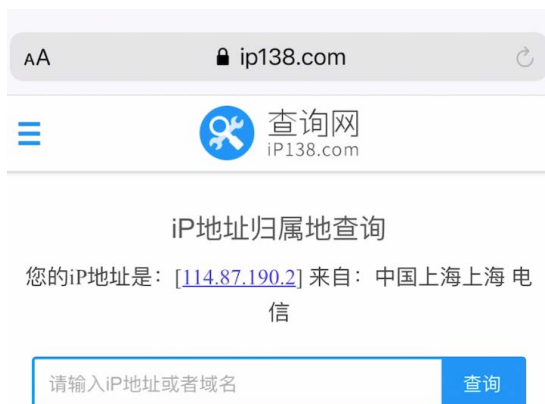 AA ip138.com
查询网
iP138.com
iP地址归属地查询
您的iP地址是：[114.87.190.2] 来自：中国上海上海 电
信
请输入iP地址或者域名 查询